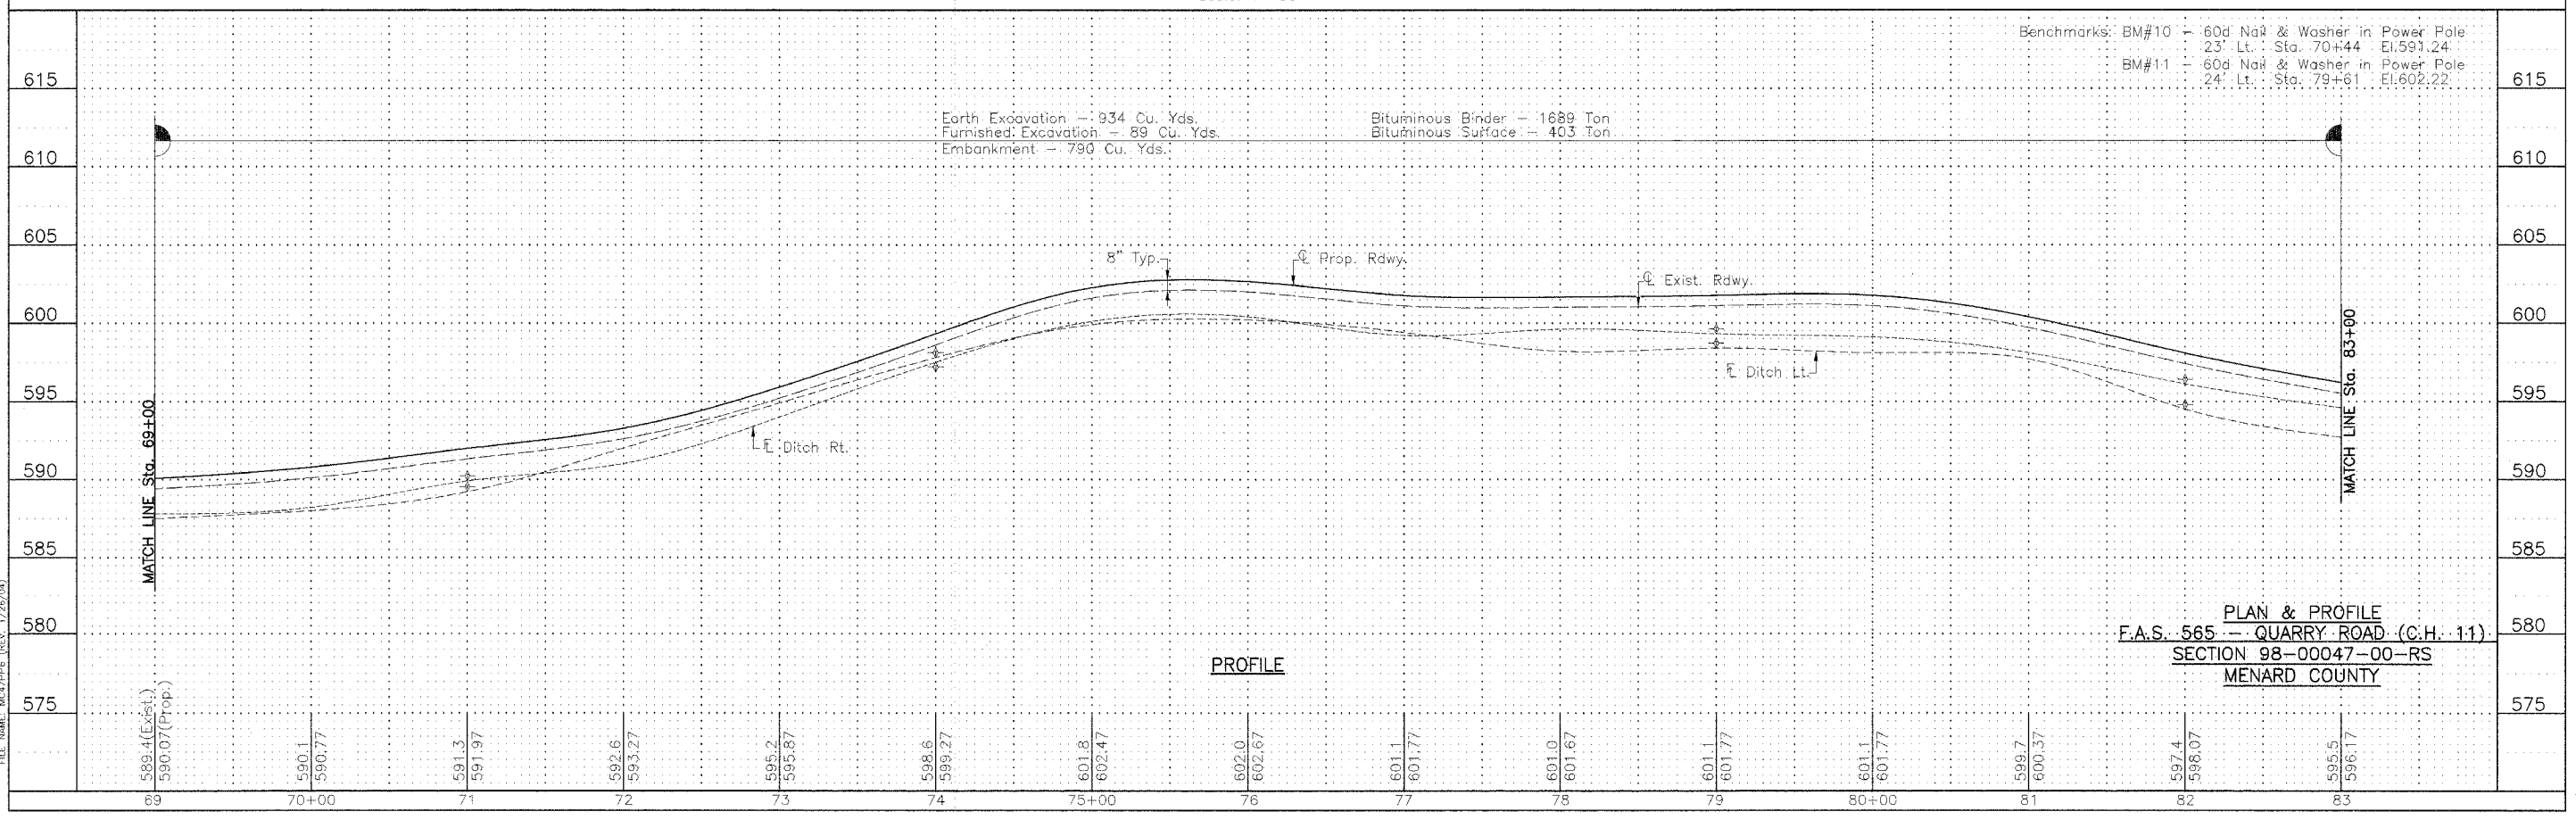 Benchmarks: BM#10 - 60d Nail & Washer in Power Pole
23' Lt. Sta. 70+44 El.591.24
BM#11 - 60d Nail & Washer in Power Pole
24' Lt. Sta. 79+61 El.602.22
615
615
Earth Excavation - 934 Cu. Yds.
Furnished Excavation - 89 Cu. Yds.
Embankment - 790 Cu. Yds.
Bituminous Binder - 1689 Ton
Bituminous Surface - 403 Ton
610
610
605
605
8" Typ.
℄ Prop. Rdwy.
℄ Exist. Rdwy.
600
600
Ditch Lt.
595
595
Ditch Rt.
590
590
MATCH LINE Sta. 69+00
MATCH LINE Sta. 83+00
585
585
580
580
PROFILE
PLAN & PROFILE
F.A.S. 565 - QUARRY ROAD (C.H. 11)
SECTION 98-00047-00-RS
MENARD COUNTY
575
575
589.4(Exist.)
590.07(Prop.)
590.1
590.77
591.3
591.97
592.6
593.27
595.2
595.87
598.6
599.27
601.8
602.47
602.0
602.67
601.1
601.77
601.0
601.67
601.1
601.77
601.1
601.77
599.7
600.37
597.4
598.07
595.5
596.17
69 70+00 71 72 73 74 75+00 76 77 78 79 80+00 81 82 83